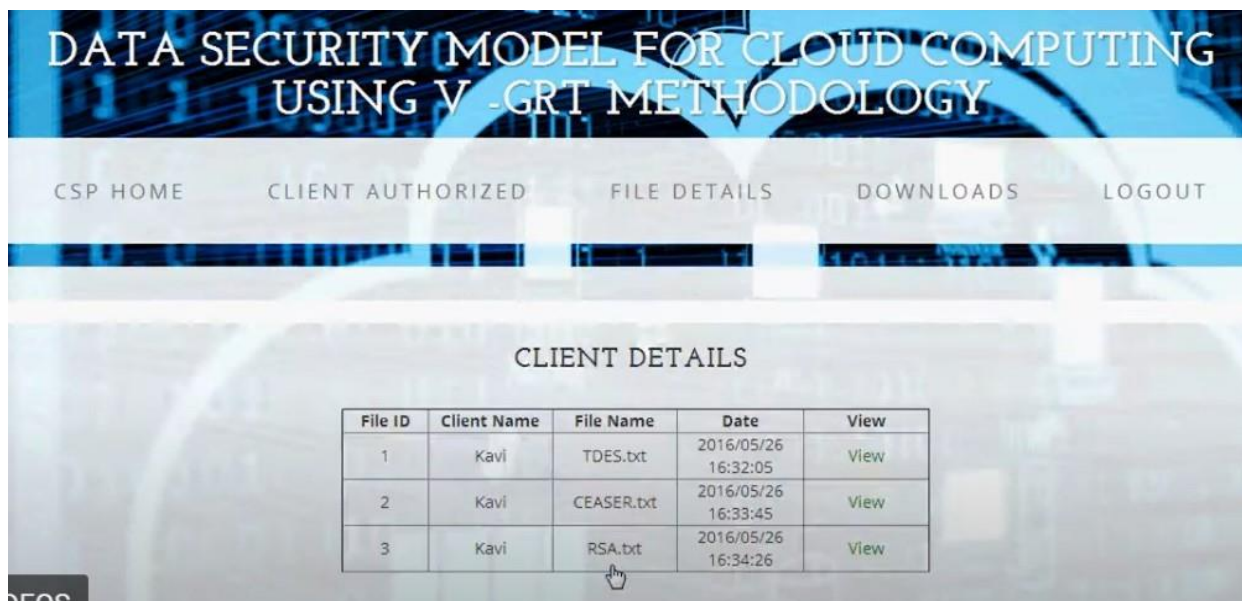 DATA SECURITY MODEL FOR CLOUD COMPUTING
USING V -GRT METHODOLOGY
CSP HOME CLIENT AUTHORIZED FILE DETAILS DOWNLOADS LOGOUT
CLIENT DETAILS
File ID Client Name File Name Date View
1 Kavi TDES.txt 2016/05/26 16:32:05 View
2 Kavi CEASER.txt 2016/05/26 16:33:45 View
3 Kavi RSA.txt 2016/05/26 16:34:26 View